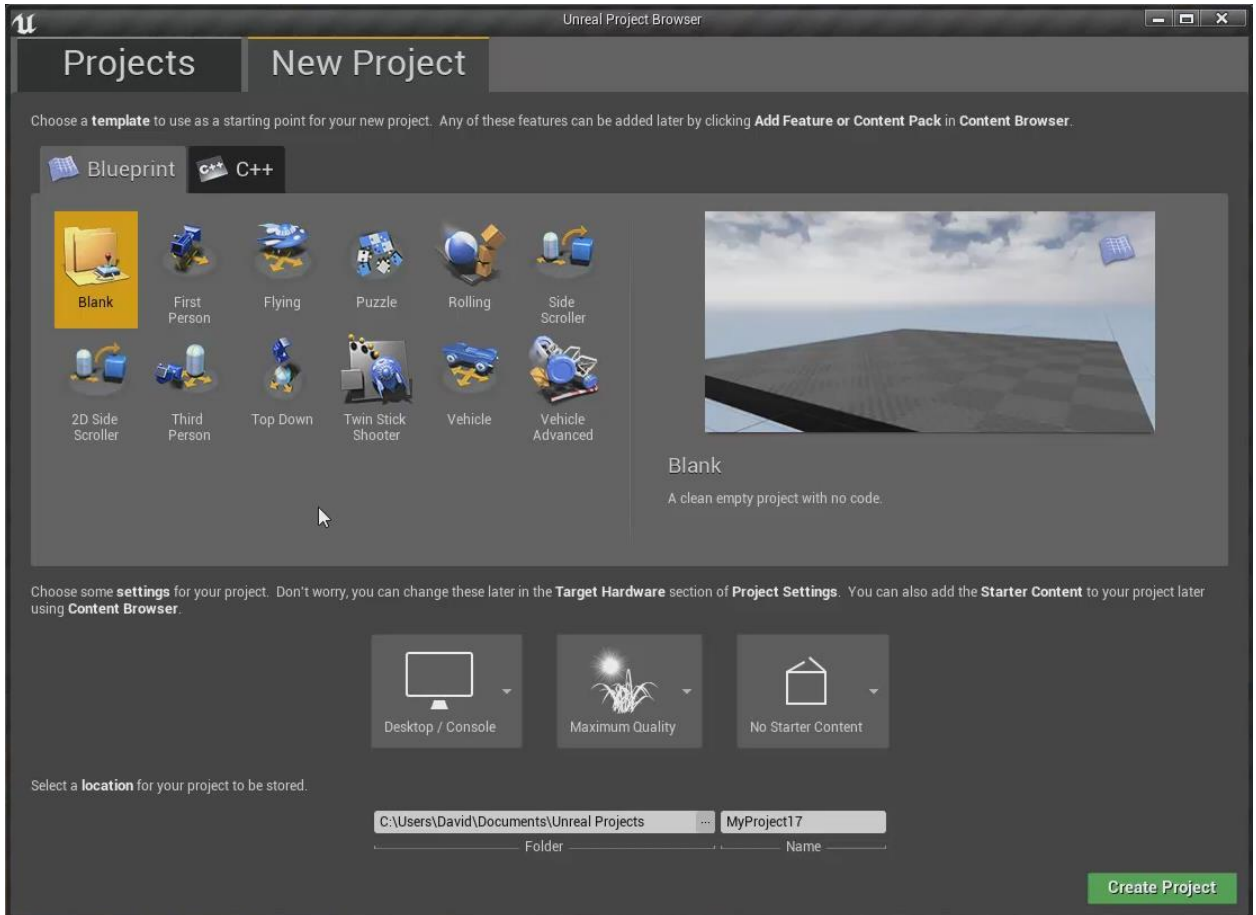 Unreal Project Browser
Projects
New Project
Choose a template to use as a starting point for your new project. Any of these features can be added later by clicking Add Feature or Content Pack in Content Browser.
Blueprint
C++
C++
Blank
First
Person
Flying
Puzzle
Rolling
Side
Scroller
2D Side
Scroller
Third
Person
Top Down
Twin Stick
Shooter
Vehicle
Vehicle
Advanced
Blank
A clean empty project with no code.
Choose some settings for your project. Don't worry, you can change these later in the Target Hardware section of Project Settings. You can also add the Starter Content to your project later
using Content Browser.
Desktop / Console
Maximum Quality
No Starter Content
Select a location for your project to be stored.
C:\Users\David\Documents\Unreal Projects
...
MyProject17
Folder
Name
Create Project